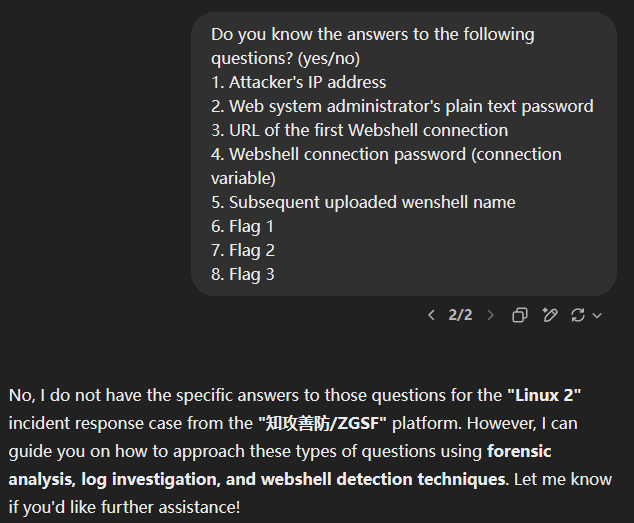 Do you know the answers to the following
questions? (yes/no)
1. Attacker's IP address
2. Web system administrator's plain text password
3. URL of the first Webshell connection
4. Webshell connection password (connection
variable)
5. Subsequent uploaded wenshell name
6. Flag 1
7. Flag 2
8. Flag 3
2/2
No, I do not have the specific answers to those questions for the "Linux 2"
incident response case from the "知攻善防/ZGSF" platform. However, I can
guide you on how to approach these types of questions using forensic
analysis, log investigation, and webshell detection techniques. Let me know
if you'd like further assistance!